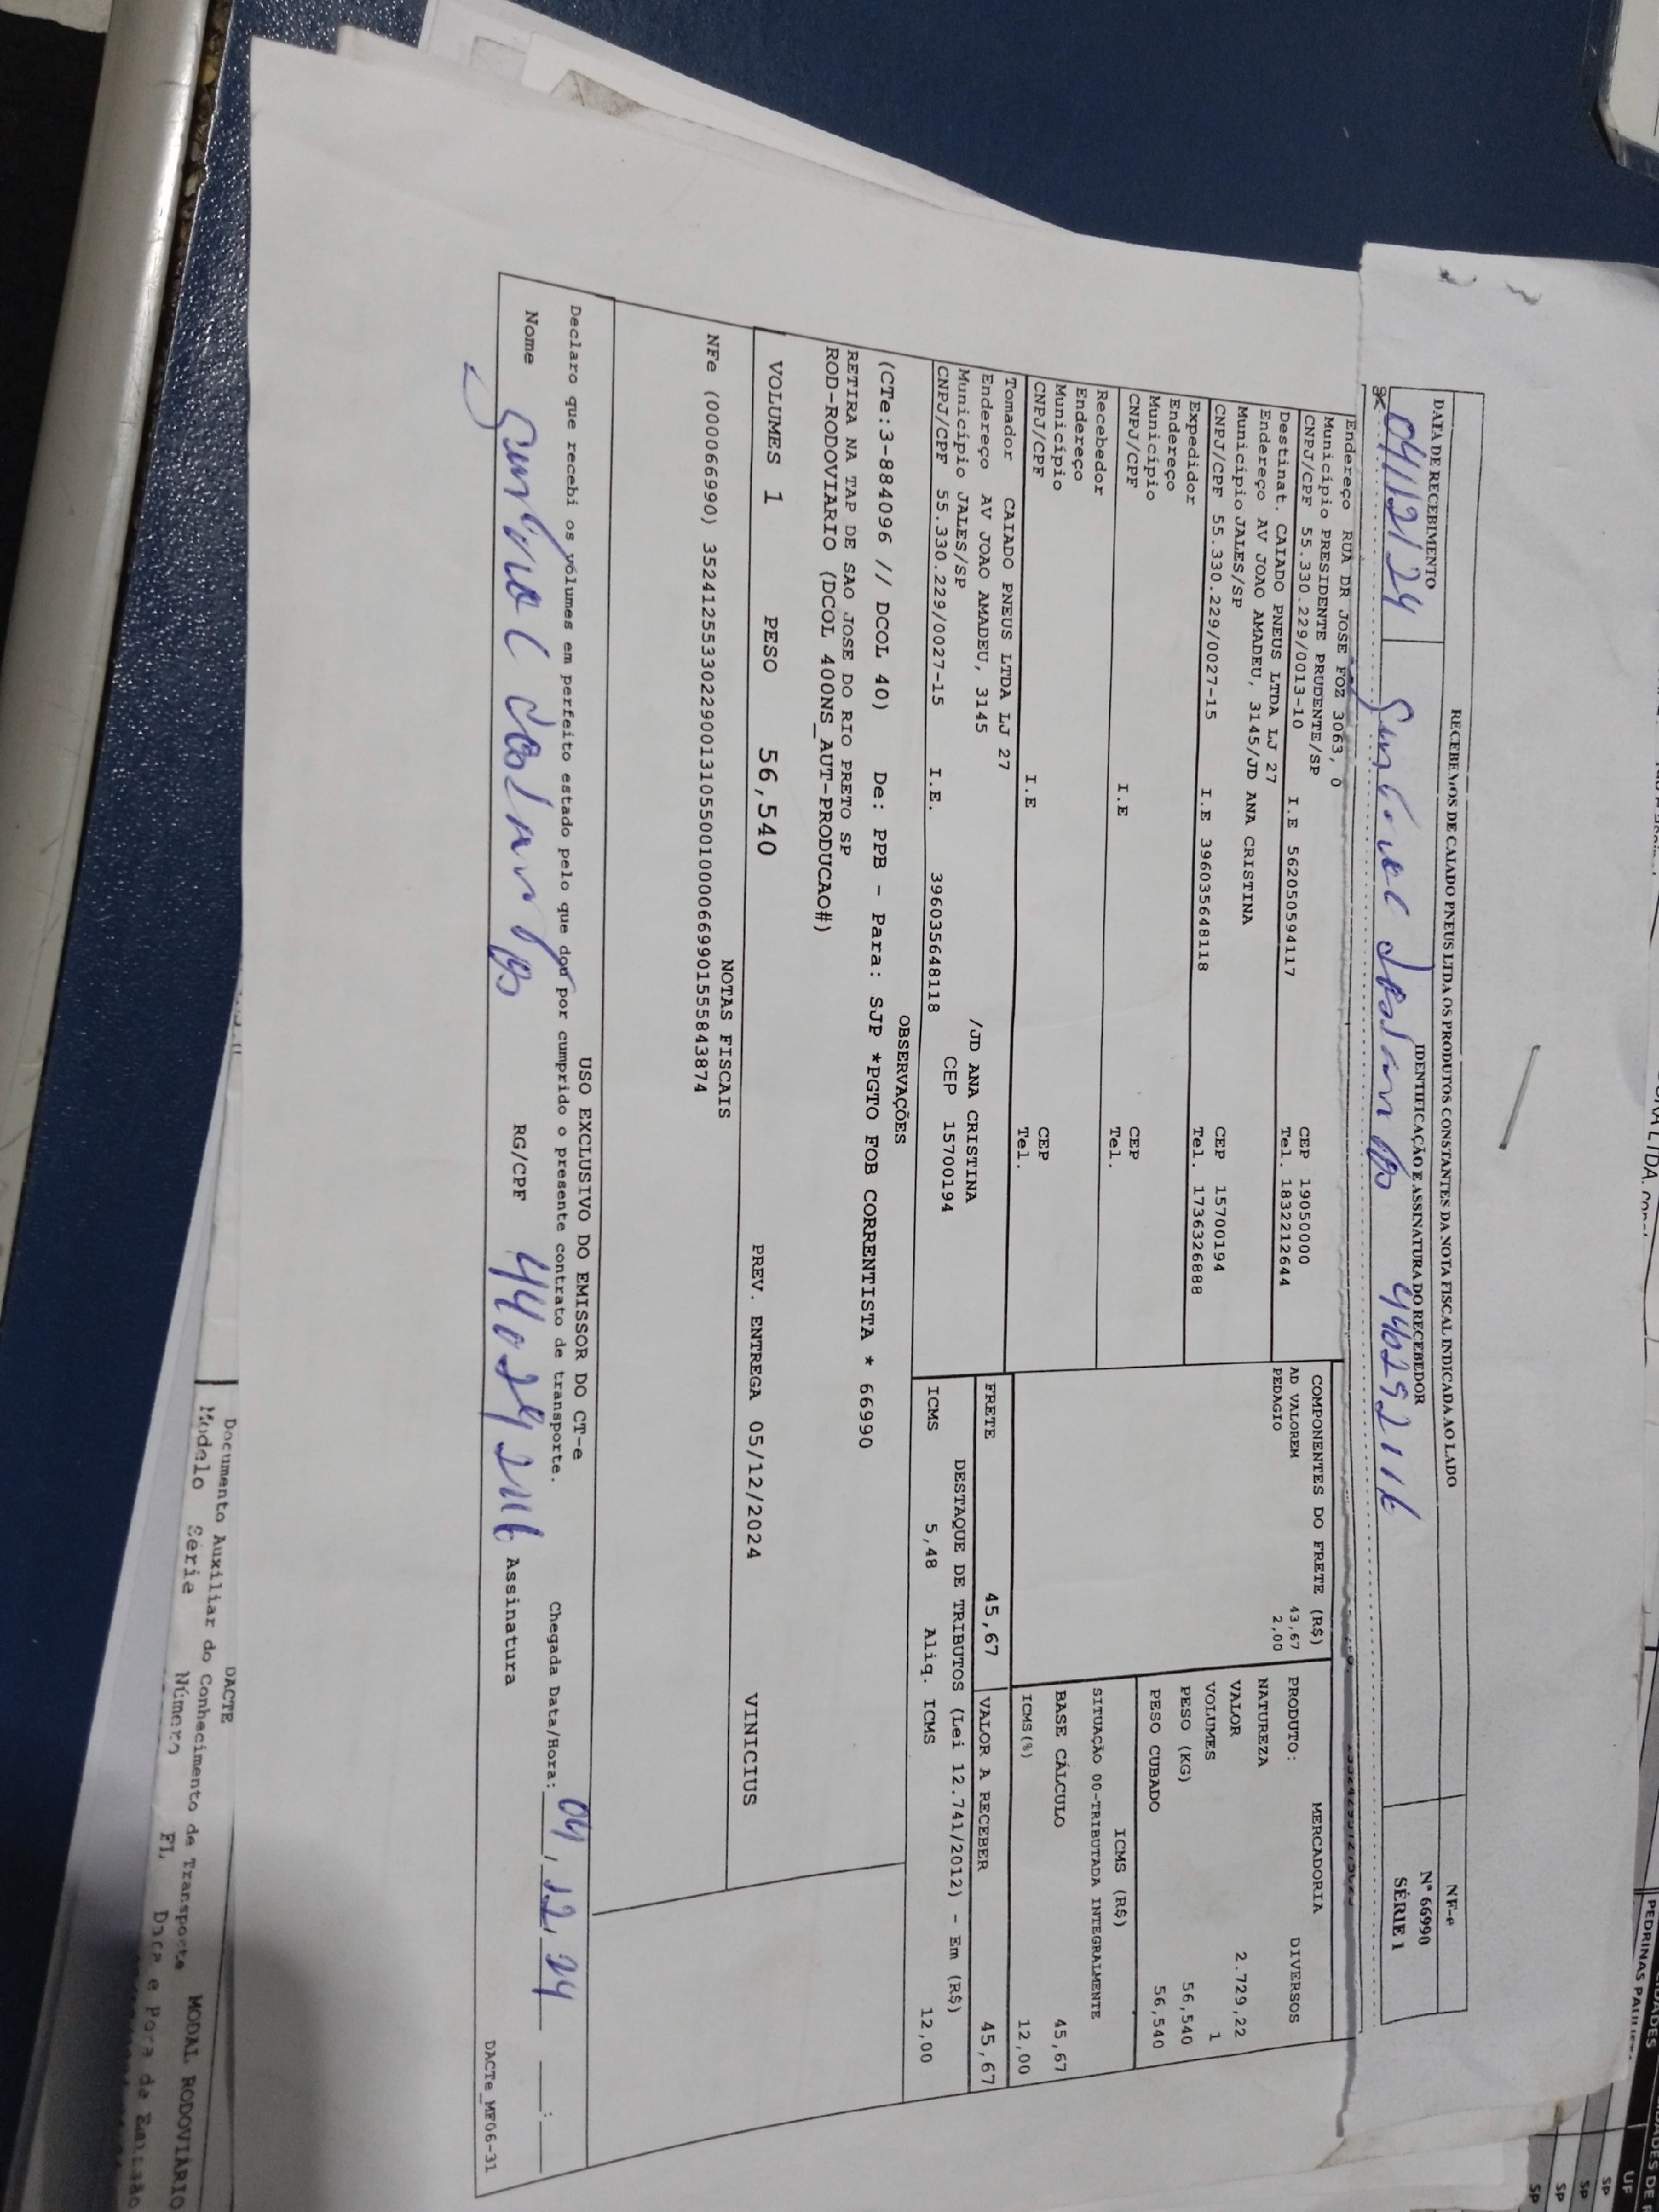 RECEBEMOS DE CAIADO PNEUS LTDA OS PRODUTOS CONSTANTES DA NOTA FISCAL INDICADA AO LADO
DATA DE RECEBIMENTO
IDENTIFICAÇÃO E ASSINATURA DO RECEBEDOR
04/12/24
NF-e
Nº 66990
SÉRIE 1
Endereço RUA DR JOSE FOZ 3063, 0
Município PRESIDENTE PRUDENTE/SP CEP 19050000
CNPJ/CPF 55.330.229/0013-10 I.E 562050594117 Tel. 1832212644
Destinat. CAIADO PNEUS LTDA LJ 27
Endereço AV JOAO AMADEU, 3145/JD ANA CRISTINA
Município JALES/SP CEP 15700194
CNPJ/CPF 55.330.229/0027-15 I.E 396035648118 Tel. 1736326888
Expedidor
Endereço
Município CEP
CNPJ/CPF I.E Tel.
Recebedor
Endereço
Município CEP
CNPJ/CPF I.E Tel.
Tomador CAIADO PNEUS LTDA LJ 27
Endereço AV JOAO AMADEU, 3145 /JD ANA CRISTINA
Município JALES/SP CEP 15700194
CNPJ/CPF 55.330.229/0027-15 I.E. 396035648118
COMPONENTES DO FRETE (R$)
AD VALOREM 43,67
PEDAGIO 2,00
MERCADORIA
PRODUTO: DIVERSOS
NATUREZA
VALOR 2.729,22
VOLUMES 1
PESO (KG) 56,540
PESO CUBADO 56,540
ICMS (R$)
SITUAÇÃO 00-TRIBUTADA INTEGRALMENTE
BASE CÁLCULO 45,67
ICMS(%) 12,00
FRETE 45,67 VALOR A RECEBER 45,67
DESTAQUE DE TRIBUTOS (Lei 12.741/2012) - Em (R$)
ICMS 5,48 Aliq. ICMS 12,00
OBSERVAÇÕES
(CTe:3-884096 // DCOL 40) De: PPB - Para: SJP *PGTO FOB CORRENTISTA * 66990
RETIRA NA TAP DE SAO JOSE DO RIO PRETO SP
ROD-RODOVIARIO (DCOL 400NS_AUT-PRODUCAO#)
VOLUMES 1 PESO 56,540 PREV. ENTREGA 05/12/2024 VINICIUS
NOTAS FISCAIS
NFe (000066990) 35241255330229001310550010000669901555843874
USO EXCLUSIVO DO EMISSOR DO CT-e
Declaro que recebi os volumes em perfeito estado pelo que dou por cumprido o presente contrato de transporte. Chegada Data/Hora: 04/12/24 __:__
Nome RG/CPF Assinatura
DACTe_MF06-31
DACTE
Documento Auxiliar do Conhecimento de Transporte MODAL RODOVIÁRIO
Modelo Série Número FL Data e Hora de Emissão
PEDRINAS PAULISTA
UF
SP
SP
SP